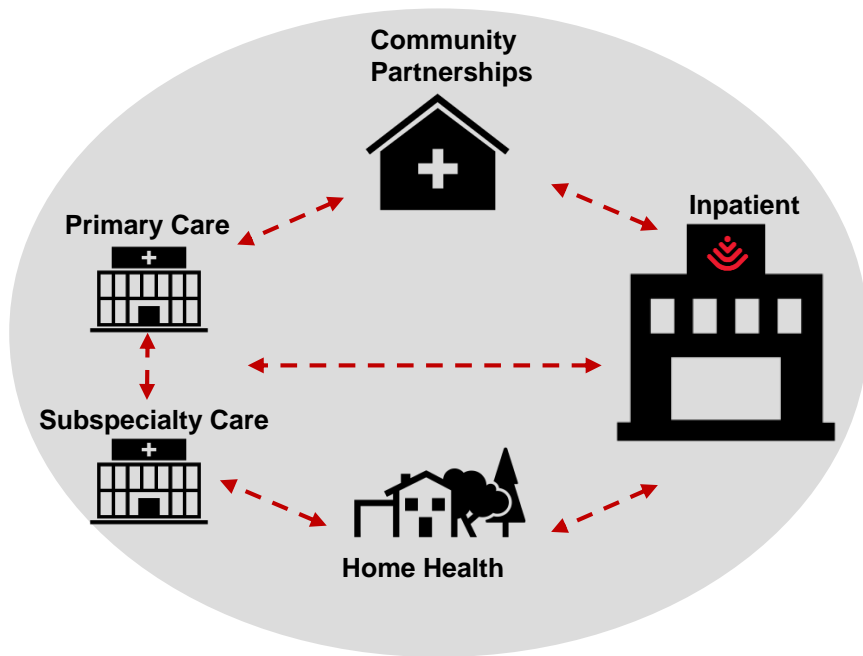 Community
Partnerships
Primary Care
Inpatient
Subspecialty Care
Home Health